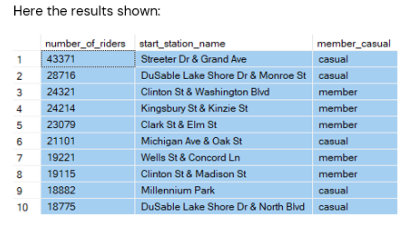 Here the results shown:
number_of_riders start_station_name member_casual
1 43371 Streeter Dr & Grand Ave casual
2 28716 DuSable Lake Shore Dr & Monroe St casual
3 24321 Clinton St & Washington Blvd member
4 24214 Kingsbury St & Kinzie St member
5 23079 Clark St & Elm St member
6 21101 Michigan Ave & Oak St casual
7 19221 Wells St & Concord Ln member
8 19115 Clinton St & Madison St member
9 18882 Millennium Park casual
10 18775 DuSable Lake Shore Dr & North Blvd casual